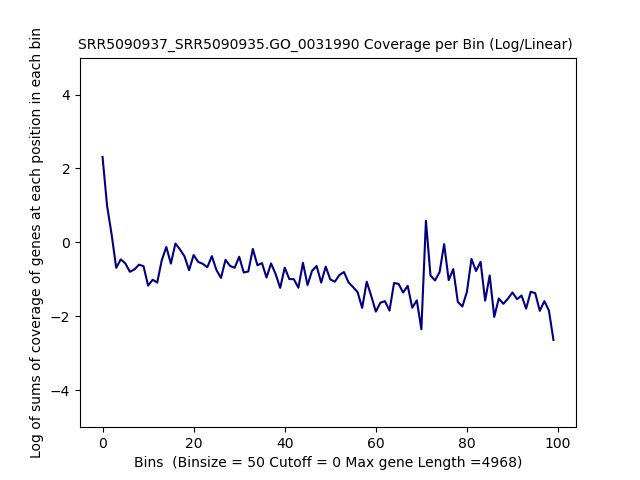 SRR5090937_SRR5090935.GO_0031990 Coverage per Bin (Log/Linear)
Log of sums of coverage of genes at each position in each bin
4
2
0
−2
−4
0 20 40 60 80 100
Bins  (Binsize = 50 Cutoff = 0 Max gene Length =4968)